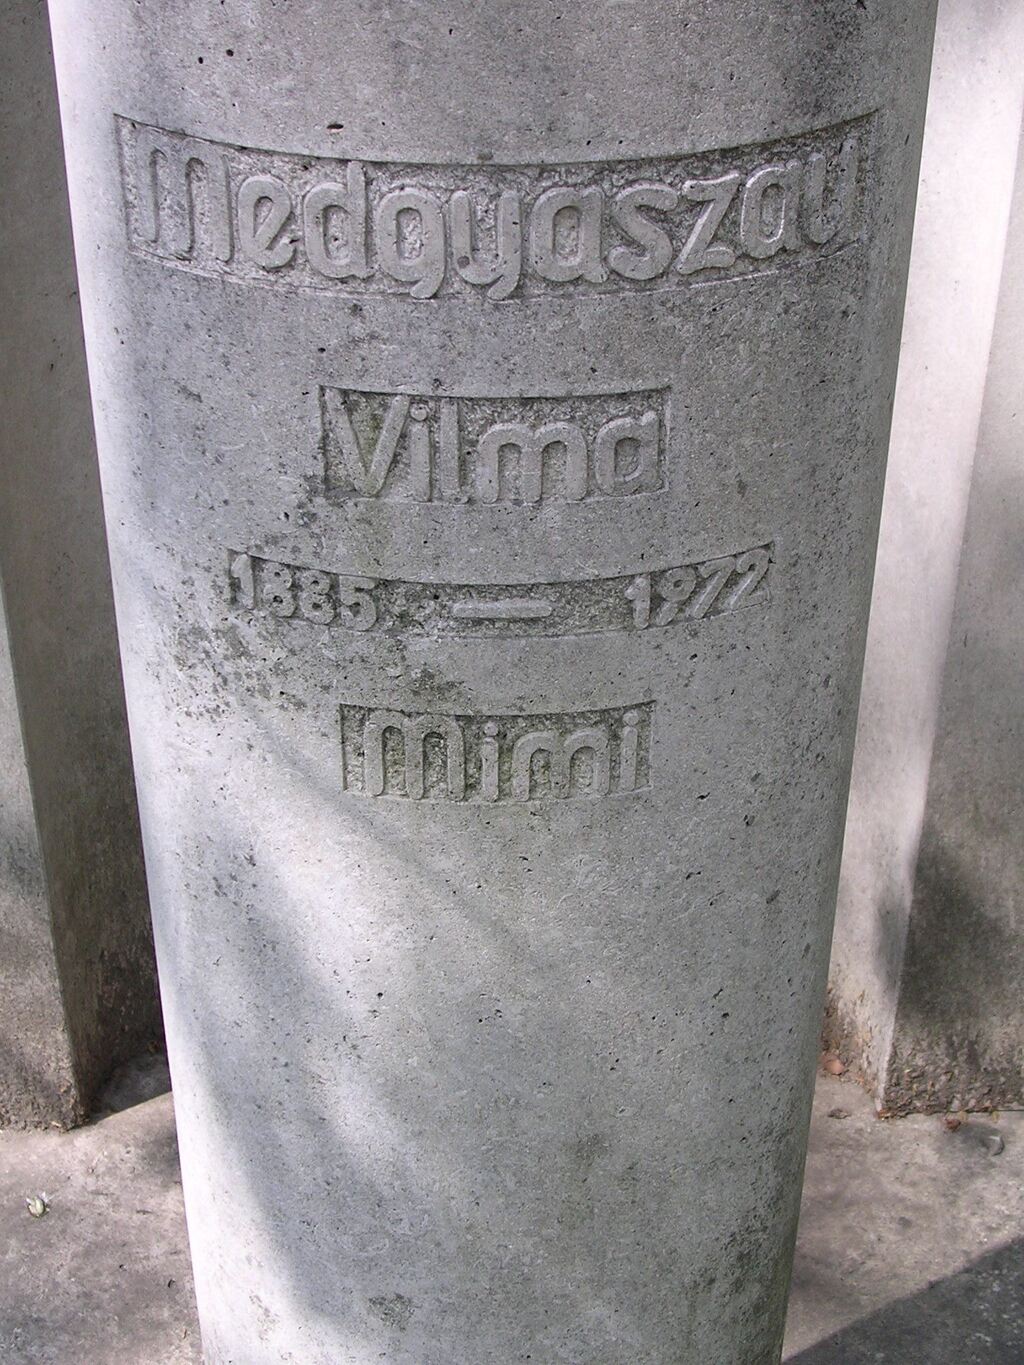 Medgyaszay
Vilma
1885 — 1972
Mimi